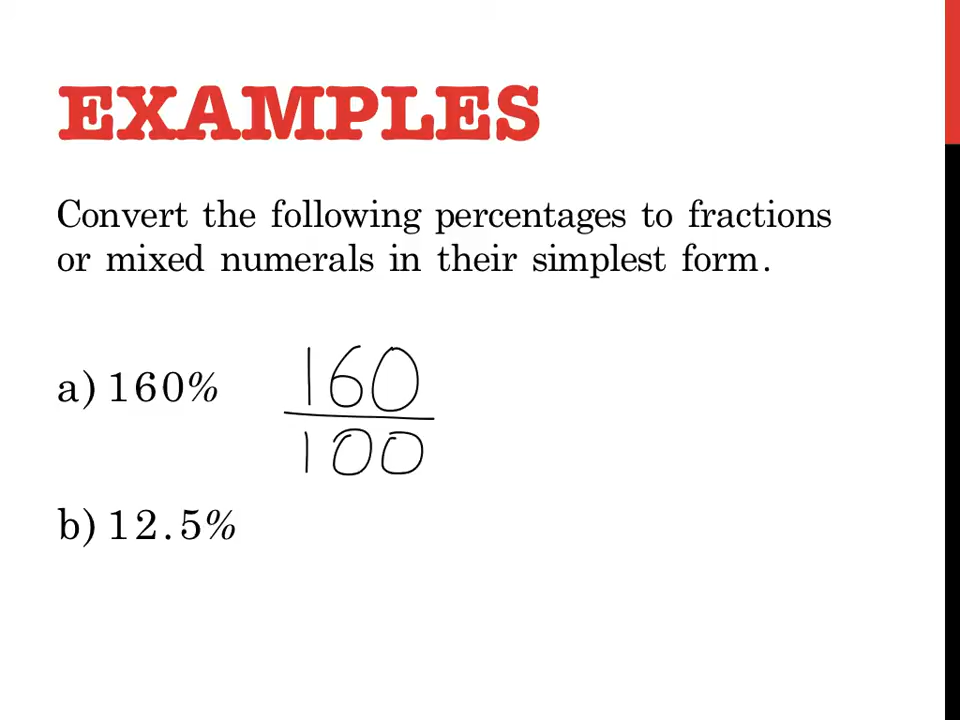 EXAMPLES
Convert the following percentages to fractions
or mixed numerals in their simplest form.
a) 160%
160
100
b) 12.5%